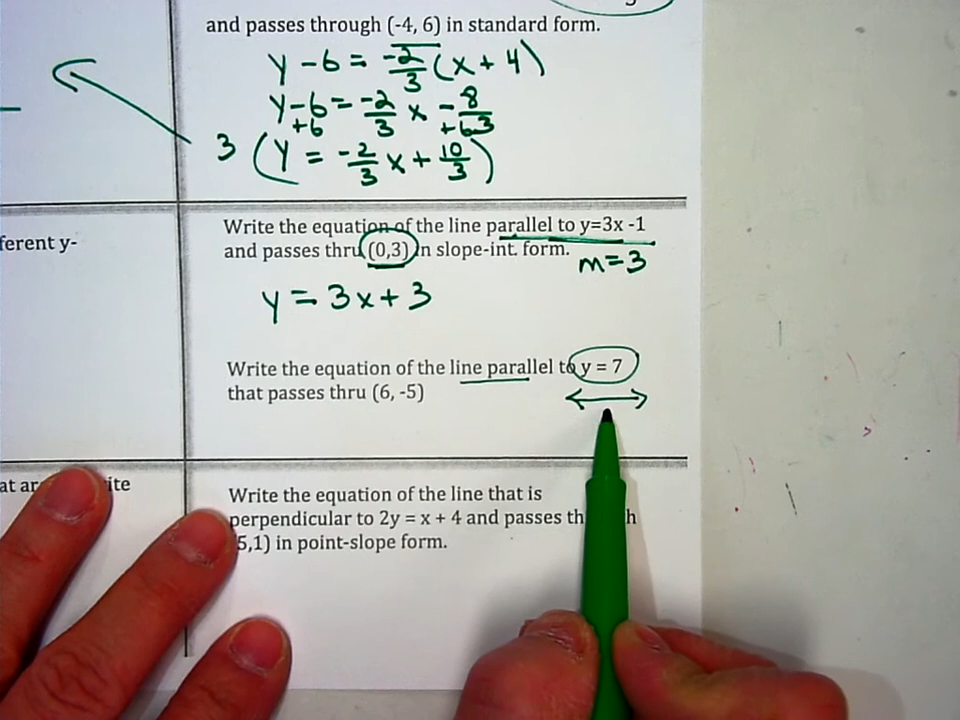 and passes through (-4, 6) in standard form.
y - 6 = -2/3 (x + 4)
y - 6 = -2/3 x - 8/3
+6 +6
3 (y = -2/3 x + 10/3)
Write the equation of the line parallel to y=3x -1
ferent y-
and passes thru (0,3) in slope-int. form.
m = 3
y = 3x + 3
Write the equation of the line parallel to y = 7
that passes thru (6, -5)
Write the equation of the line that is
perpendicular to 2y = x + 4 and passes
5,1) in point-slope form.